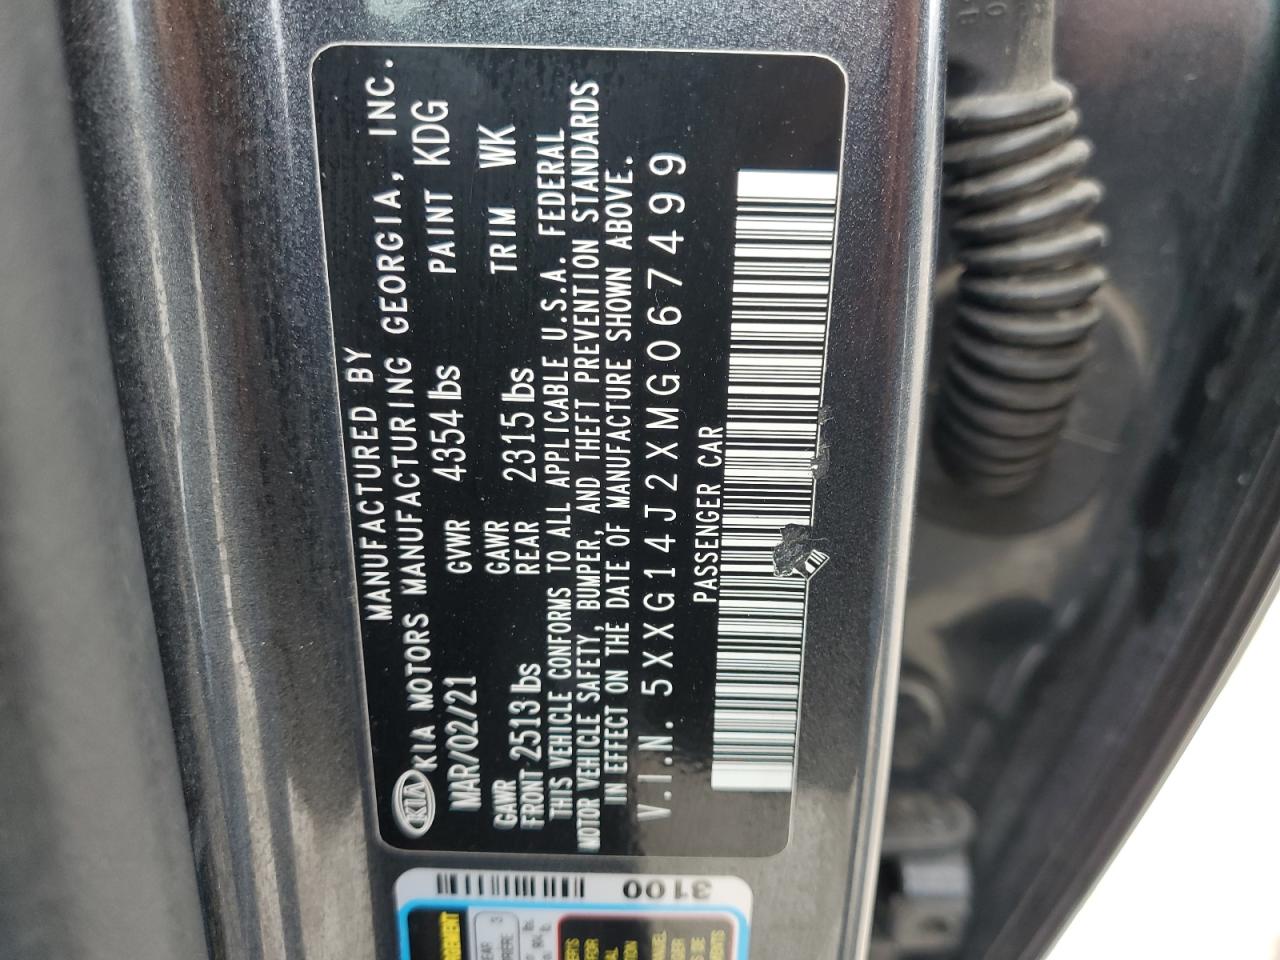 MANUFACTURED BY
KIA KIA MOTORS MANUFACTURING GEORGIA, INC.
MAR/02/21 GVWR 4354 lbs PAINT KDG
GAWR FRONT 2513 lbs GAWR REAR 2315 lbs TRIM WK
THIS VEHICLE CONFORMS TO ALL APPLICABLE U.S.A. FEDERAL
MOTOR VEHICLE SAFETY, BUMPER, AND THEFT PREVENTION STANDARDS
IN EFFECT ON THE DATE OF MANUFACTURE SHOWN ABOVE.
V.I.N. 5XXG14J2XMG067499
PASSENGER CAR
3100